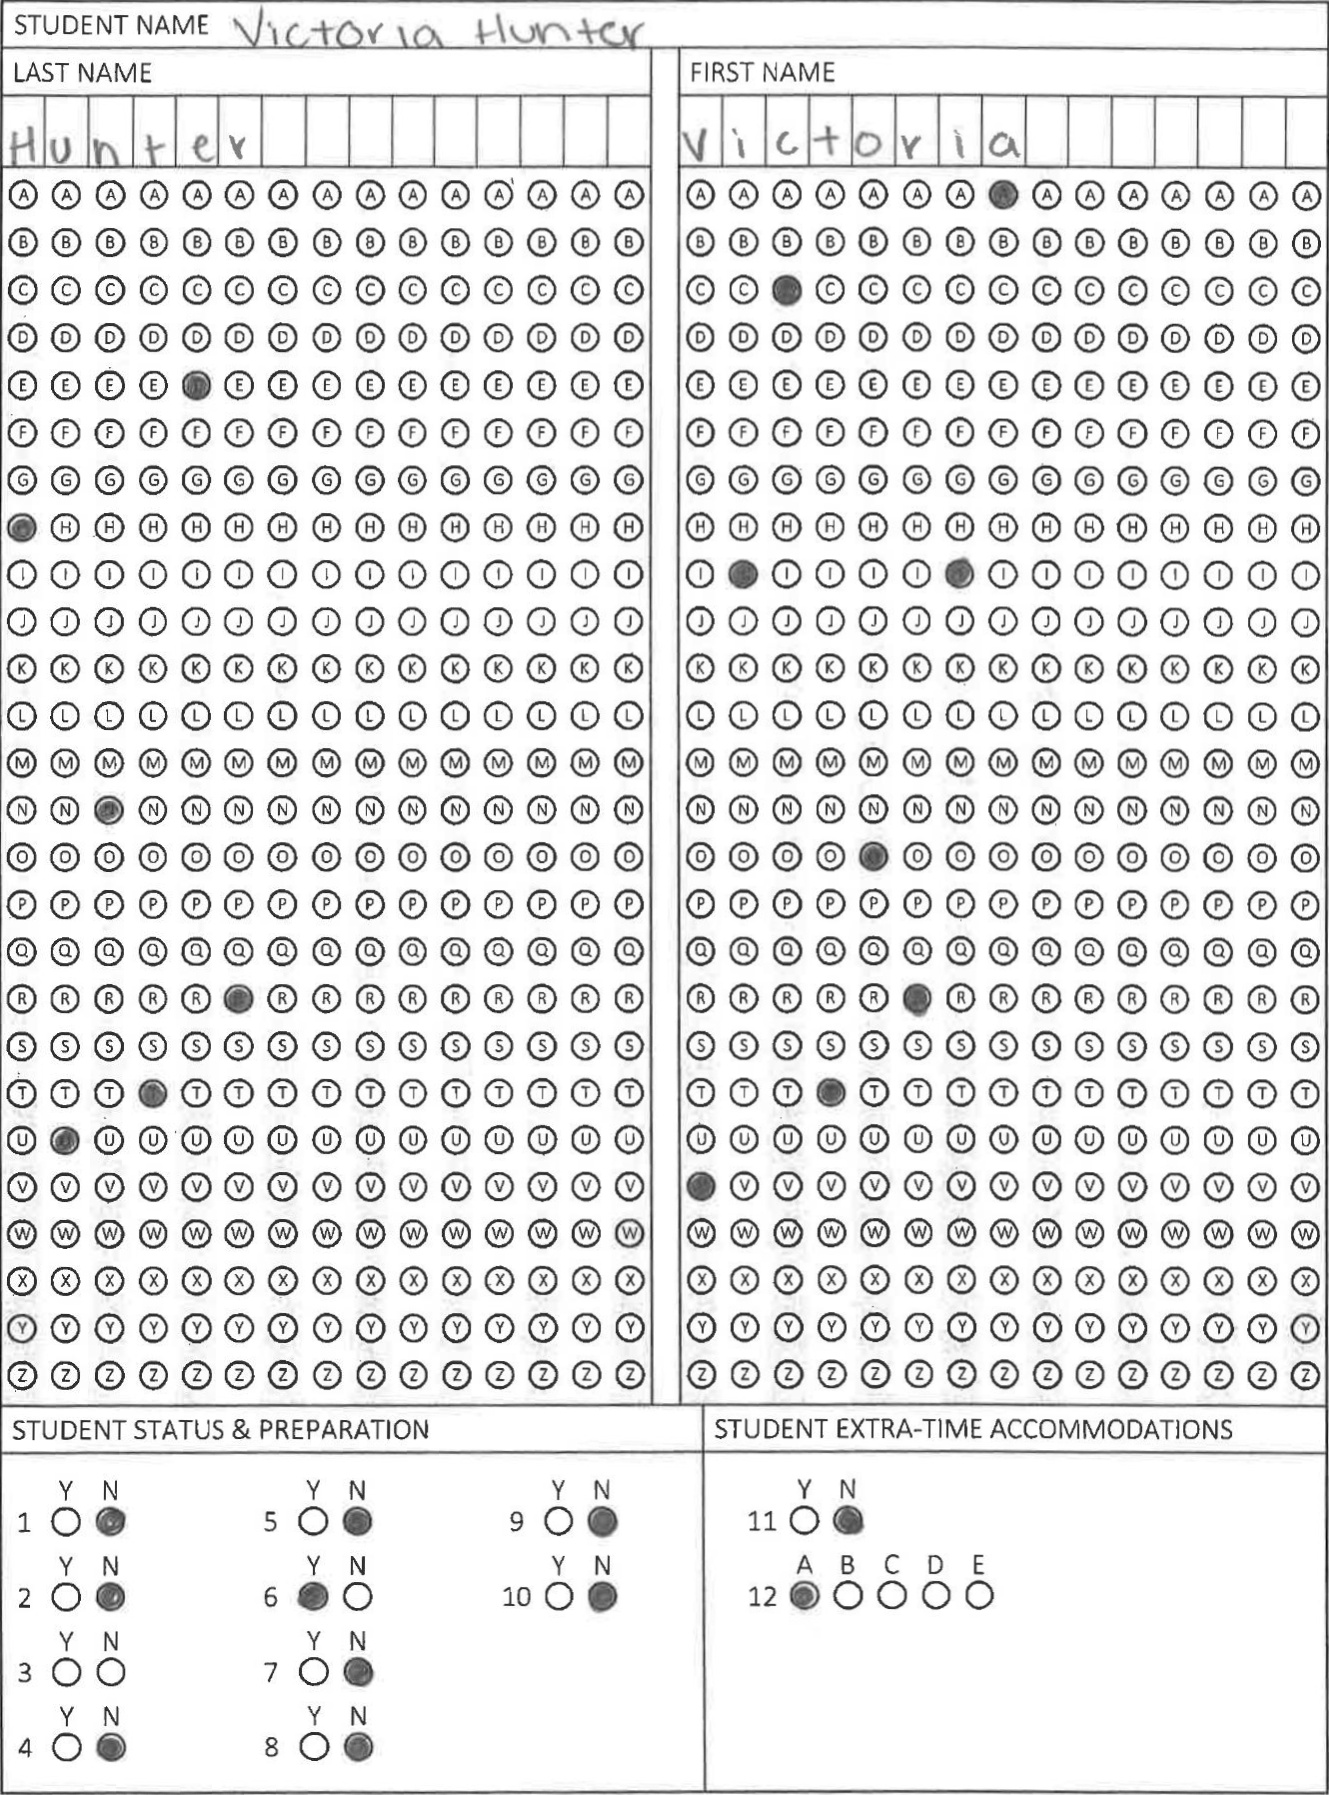 STUDENT NAME Victoria Hunter
LAST NAME FIRST NAME
Hunter Victoria
A A A A A A A A A A A A A A A A A A A A A A A A A A A A A
B B B B B B B B B B B B B B B B B B B B B B B B B B B B B B
C C C C C C C C C C C C C C C C C C C C C C C C C C C C C
D D D D D D D D D D D D D D D D D D D D D D D D D D D D D D
E E E E E E E E E E E E E E E E E E E E E E E E E E E E E
F F F F F F F F F F F F F F F F F F F F F F F F F F F F F F
G G G G G G G G G G G G G G G G G G G G G G G G G G G G G G
H H H H H H H H H H H H H H H H H H H H H H H H H H H H H
I I I I I I I I I I I I I I I I I I I I I I I I I I I I
J J J J J J J J J J J J J J J J J J J J J J J J J J J J J J
K K K K K K K K K K K K K K K K K K K K K K K K K K K K K K
L L L L L L L L L L L L L L L L L L L L L L L L L L L L L L
M M M M M M M M M M M M M M M M M M M M M M M M M M M M M M
N N N N N N N N N N N N N N N N N N N N N N N N N N N N N
O O O O O O O O O O O O O O O O O O O O O O O O O O O O O
P P P P P P P P P P P P P P P P P P P P P P P P P P P P P P
Q Q Q Q Q Q Q Q Q Q Q Q Q Q Q Q Q Q Q Q Q Q Q Q Q Q Q Q Q Q
R R R R R R R R R R R R R R R R R R R R R R R R R R R R
S S S S S S S S S S S S S S S S S S S S S S S S S S S S S S
T T T T T T T T T T T T T T T T T T T T T T T T T T T T
U U U U U U U U U U U U U U U U U U U U U U U U U U U U U
V V V V V V V V V V V V V V V V V V V V V V V V V V V V V
W W W W W W W W W W W W W W W W W W W W W W W W W W W W W W
X X X X X X X X X X X X X X X X X X X X X X X X X X X X X X
Y Y Y Y Y Y Y Y Y Y Y Y Y Y Y Y Y Y Y Y Y Y Y Y Y Y Y Y Y Y
Z Z Z Z Z Z Z Z Z Z Z Z Z Z Z Z Z Z Z Z Z Z Z Z Z Z Z Z Z Z
STUDENT STATUS & PREPARATION
Y N Y N Y N
1 5 9
Y N Y N Y N
2 6 10
Y N Y N
3 7
Y N Y N
4 8
STUDENT EXTRA-TIME ACCOMMODATIONS
Y N
11
A B C D E
12